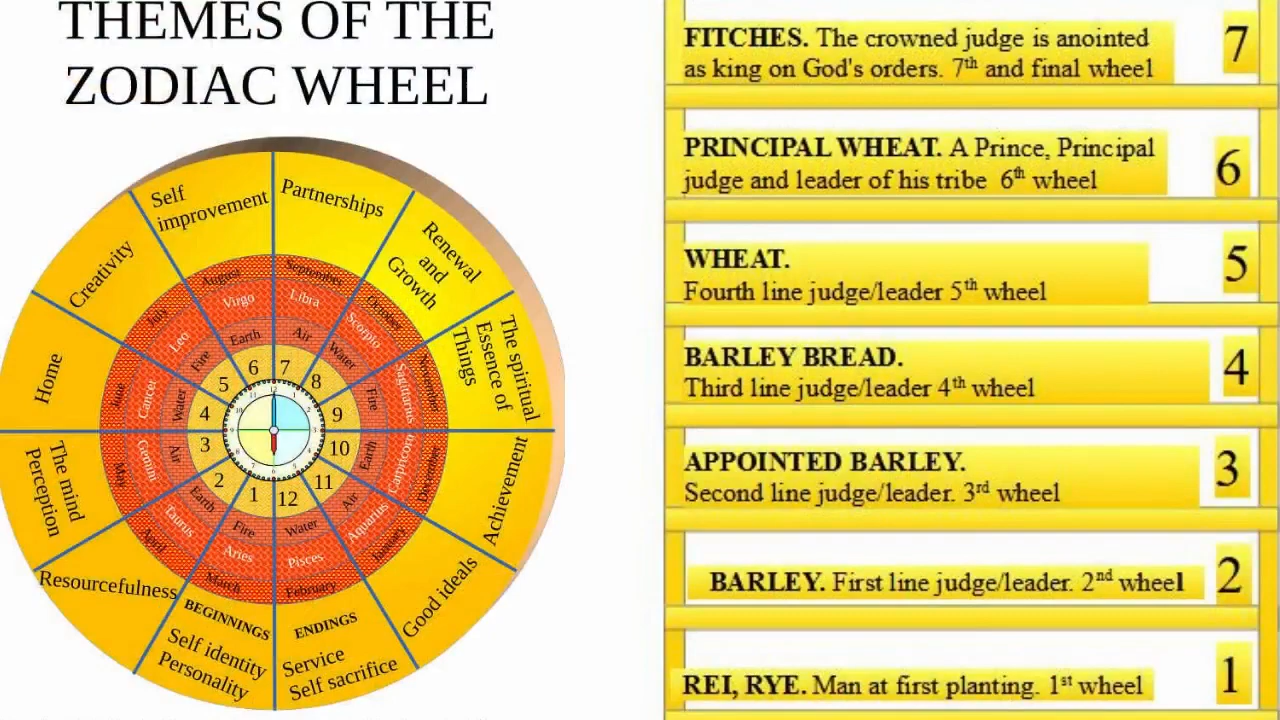 THEMES OF THE
ZODIAC WHEEL
Self
improvement
Partnerships
Renewal
and
Growth
The spiritual
Essence of
Things
Achievement
Good ideals
ENDINGS
Service
Self sacrifice
BEGINNINGS
Self identity
Personality
Resourcefulness
The mind
Perception
Home
Creativity
August
September
October
November
December
January
February
March
April
May
June
July
Virgo
Libra
Scorpio
Sagittarius
Carpricorn
Aquarius
Pisces
Aries
Taurus
Gemini
Cancer
Leo
Earth
Air
Water
Fire
Earth
Air
Water
Fire
Earth
Air
Water
Fire
6
7
8
9
10
11
12
1
2
3
4
5
FITCHES. The crowned judge is anointed
as king on God's orders. 7th and final wheel
7
PRINCIPAL WHEAT. A Prince, Principal
judge and leader of his tribe 6th wheel
6
WHEAT.
Fourth line judge/leader 5th wheel
5
BARLEY BREAD.
Third line judge/leader 4th wheel
4
APPOINTED BARLEY.
Second line judge/leader. 3rd wheel
3
BARLEY. First line judge/leader. 2nd wheel
2
REI, RYE. Man at first planting. 1st wheel
1